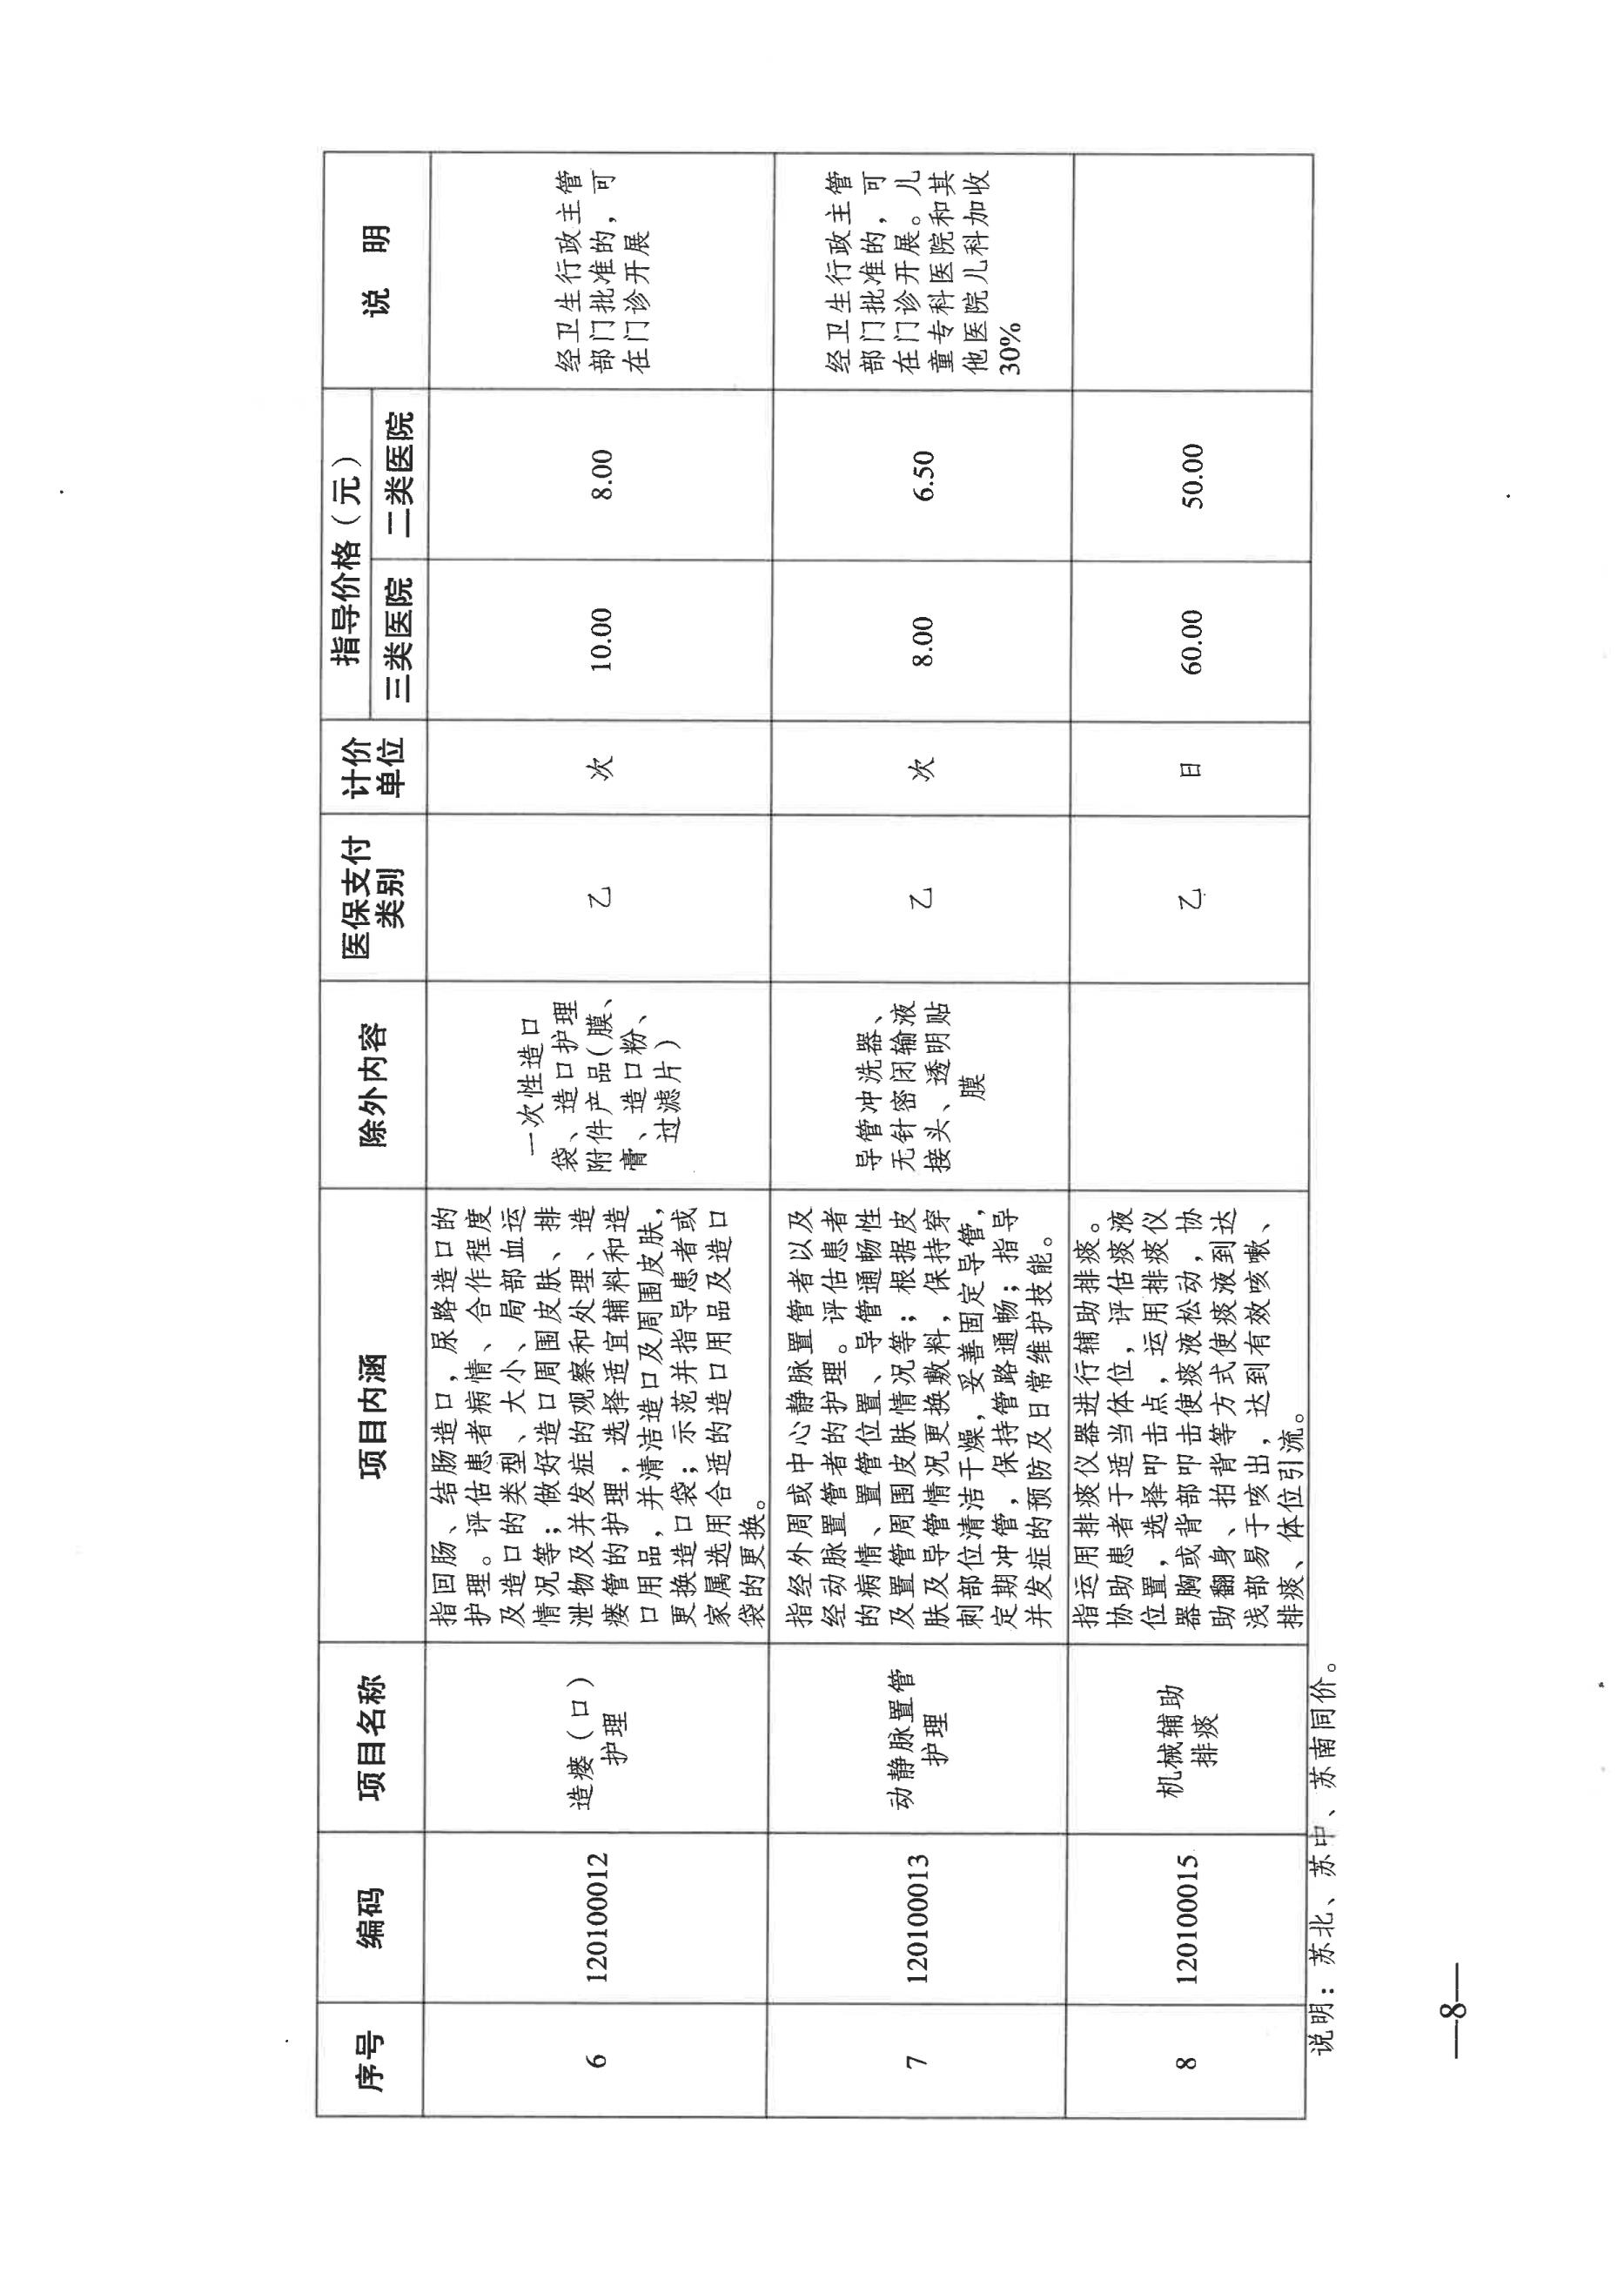 序号
编码
项目名称
项目内涵
除外内容
医保支付
类别
计价
单位
指导价格（元）
三类医院
二类医院
说 明
6
120100012
造瘘（口）
护理
指回肠、结肠造口，尿路造口的
护理。评估患者病情、合作程度
及造口的类型、大小、局部血运
情况等；做好造口周围皮肤、排
泄物及并发症的观察和处理、造
瘘管的护理，选择适宜辅料和造
口用品，并清洁造口及周围皮肤，
更换造口袋；示范并指导患者或
家属选用合适的造口用品及造口
袋的更换。
一次性造口
袋、造口护理
附件产品（膜、
膏、造口粉、
过滤片）
乙
次
10.00
8.00
经卫生行政主管
部门批准的，可
在门诊开展
7
120100013
动静脉置管
护理
指经外周或中心静脉置管者以及
经动脉置管者的护理。评估患者
的病情、置管位置、导管通畅性
及置管周围皮肤情况等；根据皮
肤及导管情况更换敷料，保持穿
刺部位清洁干燥，妥善固定导管，
定期冲管，保持管路通畅；指导
并发症的预防及日常维护技能。
导管冲洗器、
无针密闭输液
接头、透明贴
膜
乙
次
8.00
6.50
经卫生行政主管
部门批准的，可
在门诊开展。儿
童专科医院和其
他医院儿科加收
30%
8
120100015
机械辅助
排痰
指运用排痰仪器进行辅助排痰。
协助患者于适当体位，评估痰液
位置，选择叩击点，运用排痰仪
器胸或背部叩击使痰液松动，协
助翻身、拍背等方式使痰液到达
浅部易于咳出，达到有效咳嗽、
排痰、体位引流。
乙
日
60.00
50.00
说明：苏北、苏中、苏南同价。
—8—